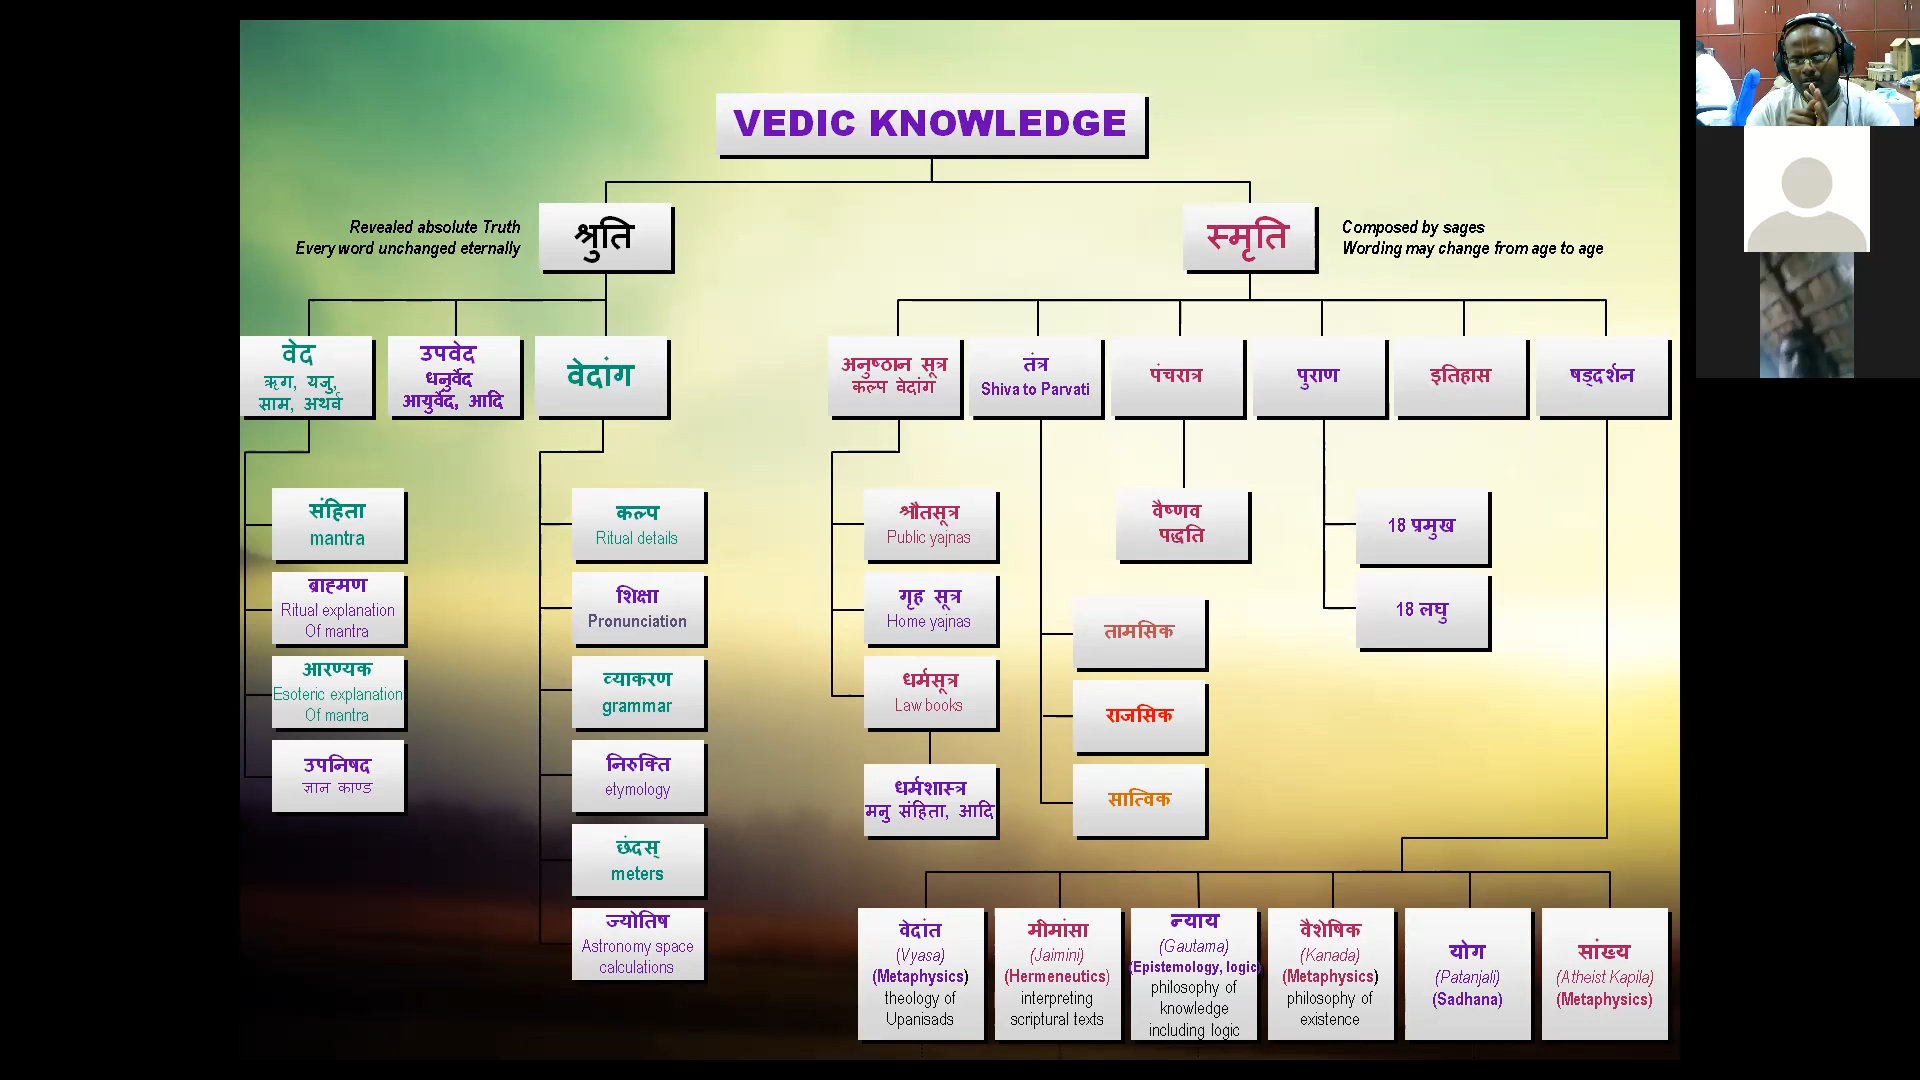 VEDIC KNOWLEDGE
Revealed absolute Truth
Every word unchanged eternally
श्रुति
स्मृति
Composed by sages
Wording may change from age to age
वेद
ऋग, यजु,
साम, अथर्व
उपवेद
धनुर्वेद
आयुर्वेद, आदि
वेदांग
अनुष्ठान सूत्र
कल्प वेदांग
तंत्र
Shiva to Parvati
पंचरात्र
पुराण
इतिहास
षड्दर्शन
संहिता
mantra
ब्राह्मण
Ritual explanation
Of mantra
आरण्यक
Esoteric explanation
Of mantra
उपनिषद
ज्ञान काण्ड
कल्प
Ritual details
शिक्षा
Pronunciation
व्याकरण
grammar
निरुक्ति
etymology
छंदस्
meters
ज्योतिष
Astronomy space
calculations
श्रौतसूत्र
Public yajnas
गृह सूत्र
Home yajnas
धर्मसूत्र
Law books
धर्मशास्त्र
मनु संहिता, आदि
तामसिक
राजसिक
सात्विक
वैष्णव
पद्धति
18 प्रमुख
18 लघु
वेदांत
(Vyasa)
(Metaphysics)
theology of
Upanisads
मीमांसा
(Jaimini)
(Hermeneutics)
interpreting
scriptural texts
न्याय
(Gautama)
(Epistemology, logic)
philosophy of
knowledge
including logic
वैशेषिक
(Kanada)
(Metaphysics)
philosophy of
existence
योग
(Patanjali)
(Sadhana)
सांख्य
(Atheist Kapila)
(Metaphysics)